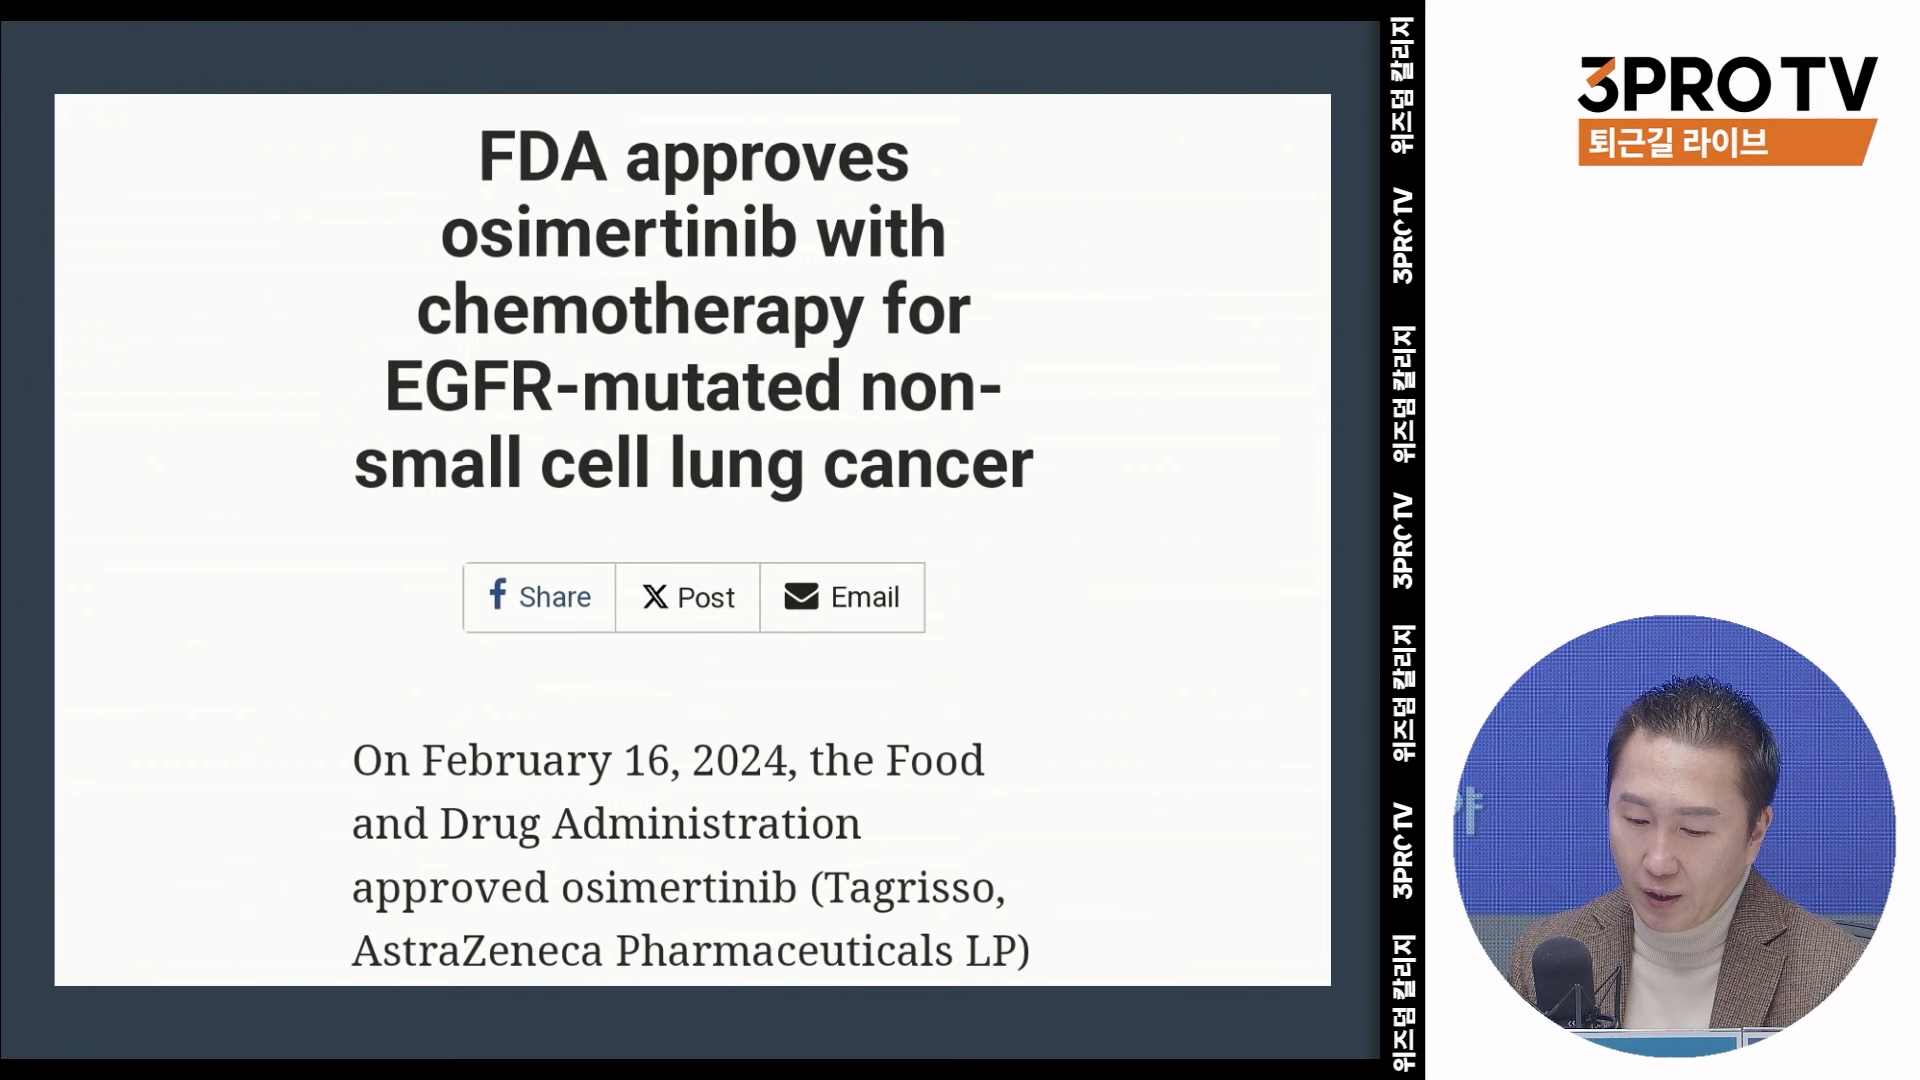 FDA approves
osimertinib with
chemotherapy for
EGFR-mutated non-
small cell lung cancer
Share
Post
Email
On February 16, 2024, the Food
and Drug Administration
approved osimertinib (Tagrisso,
AstraZeneca Pharmaceuticals LP)
위즈덤 칼리지
3PRO TV
위즈덤 칼리지
3PRO TV
위즈덤 칼리지
3PRO TV
위즈덤 칼리지
3PRO TV
퇴근길 라이브